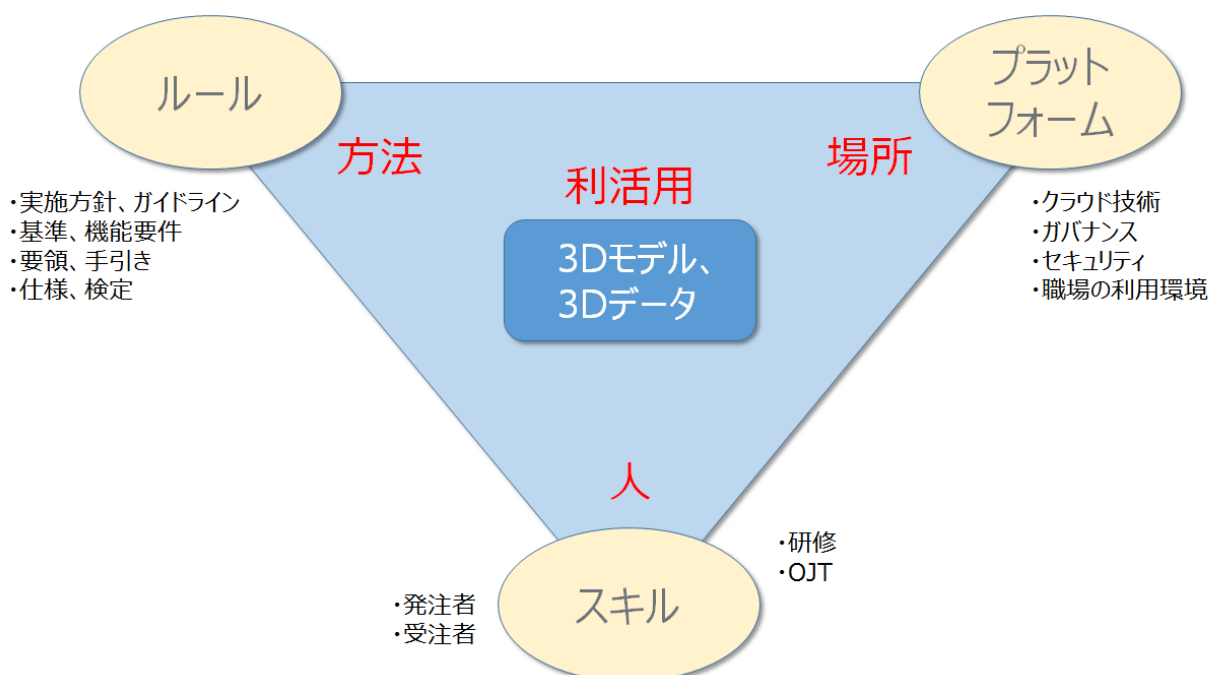 ルール
プラット
フォーム
方法
場所
利活用
3Dモデル、
3Dデータ
・実施方針、ガイドライン
・基準、機能要件
・要領、手引き
・仕様、検定
・クラウド技術
・ガバナンス
・セキュリティ
・職場の利用環境
人
スキル
・発注者
・受注者
・研修
・OJT